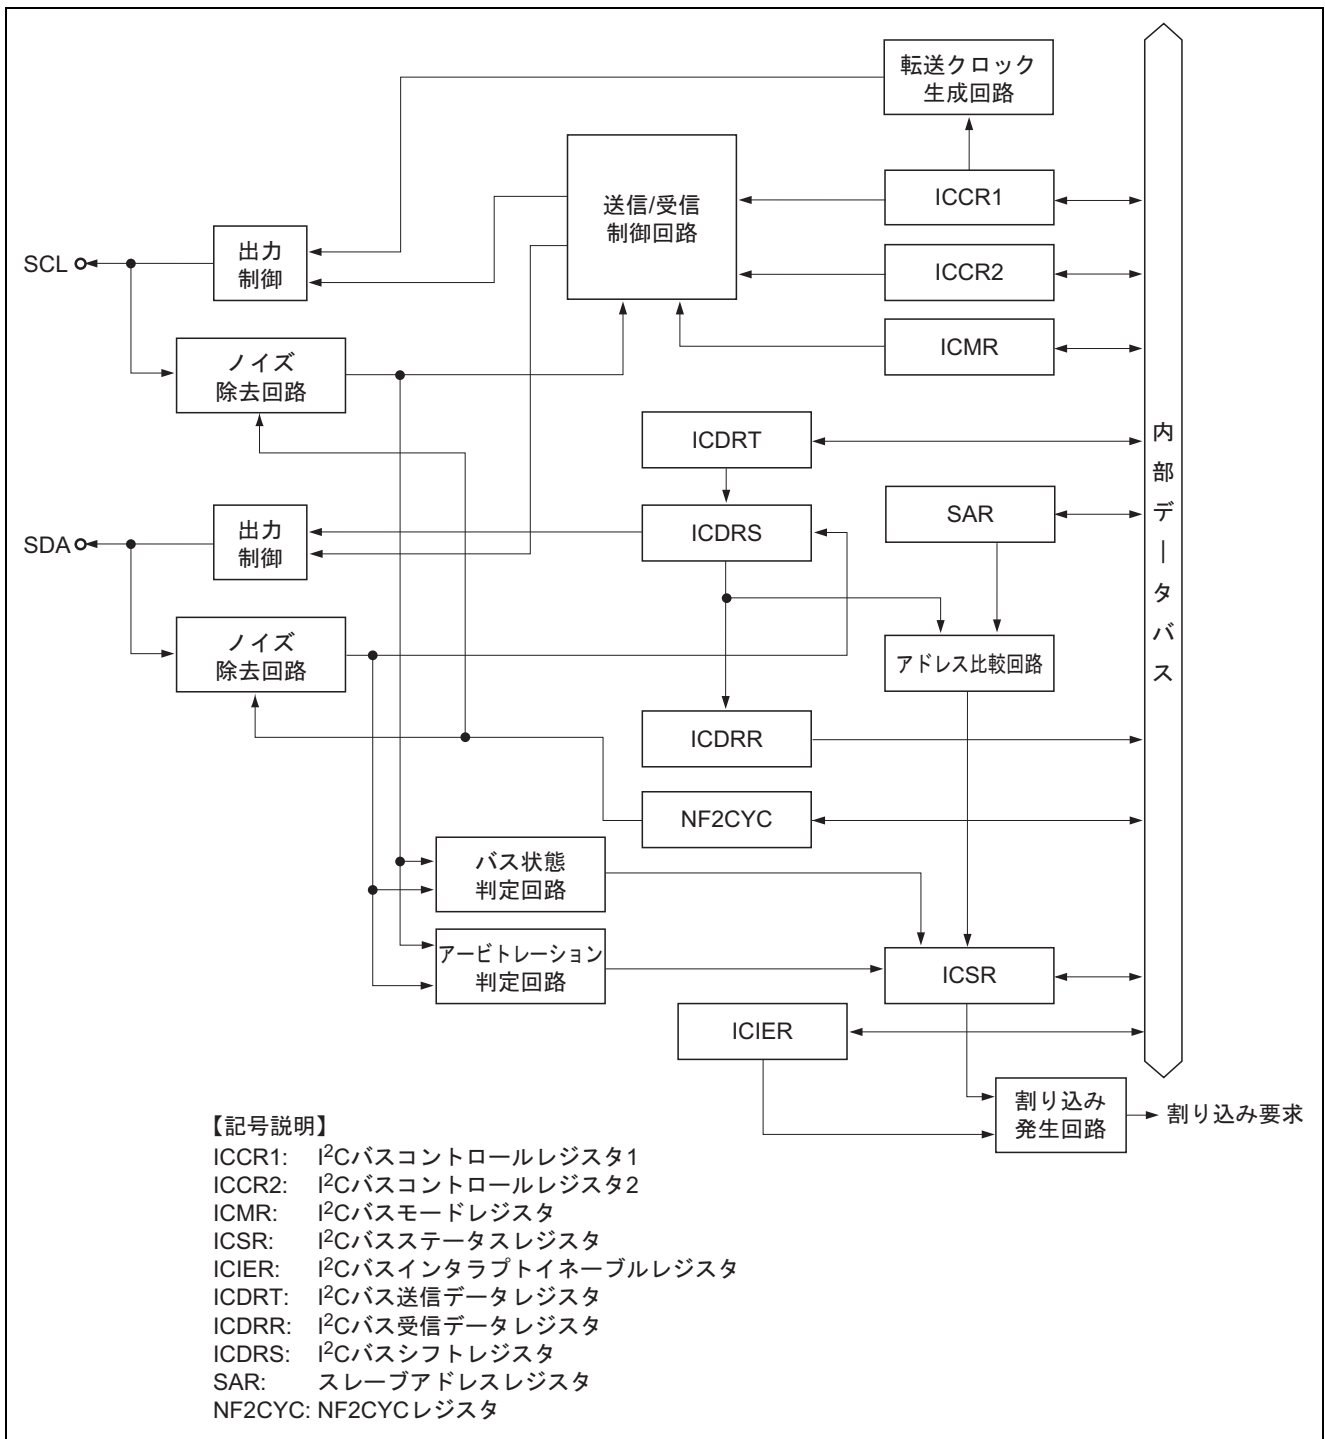 転送クロック
生成回路
送信/受信
制御回路
ICCR1
出力
制御
SCL
ICCR2
ICMR
ノイズ
除去回路
ICDRT
内部データバス
SAR
出力
制御
ICDRS
SDA
ノイズ
除去回路
アドレス比較回路
ICDRR
NF2CYC
バス状態
判定回路
アービトレーション
判定回路
ICSR
ICIER
割り込み
発生回路
割り込み要求
【記号説明】
ICCR1: I²Cバスコントロールレジスタ1
ICCR2: I²Cバスコントロールレジスタ2
ICMR: I²Cバスモードレジスタ
ICSR: I²Cバスステータスレジスタ
ICIER: I²Cバスインタラプトイネーブルレジスタ
ICDRT: I²Cバス送信データレジスタ
ICDRR: I²Cバス受信データレジスタ
ICDRS: I²Cバスシフトレジスタ
SAR: スレーブアドレスレジスタ
NF2CYC: NF2CYCレジスタ